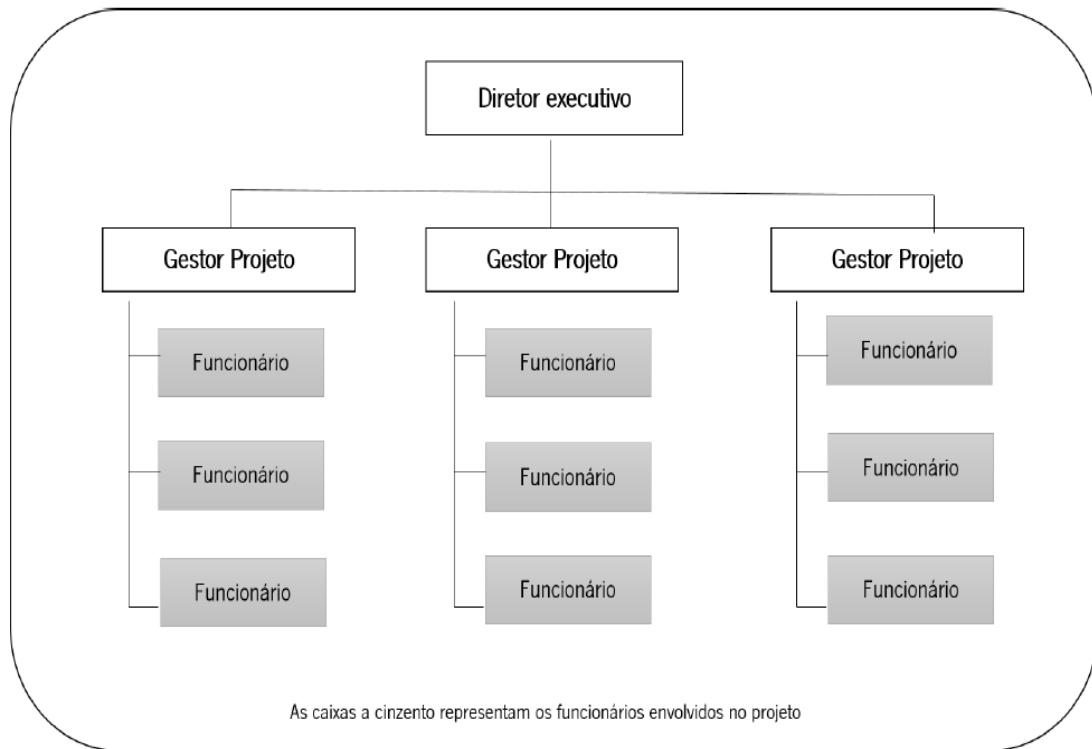 Diretor executivo
Gestor Projeto
Gestor Projeto
Gestor Projeto
Funcionário
Funcionário
Funcionário
Funcionário
Funcionário
Funcionário
Funcionário
Funcionário
Funcionário
As caixas a cinzento representam os funcionários envolvidos no projeto